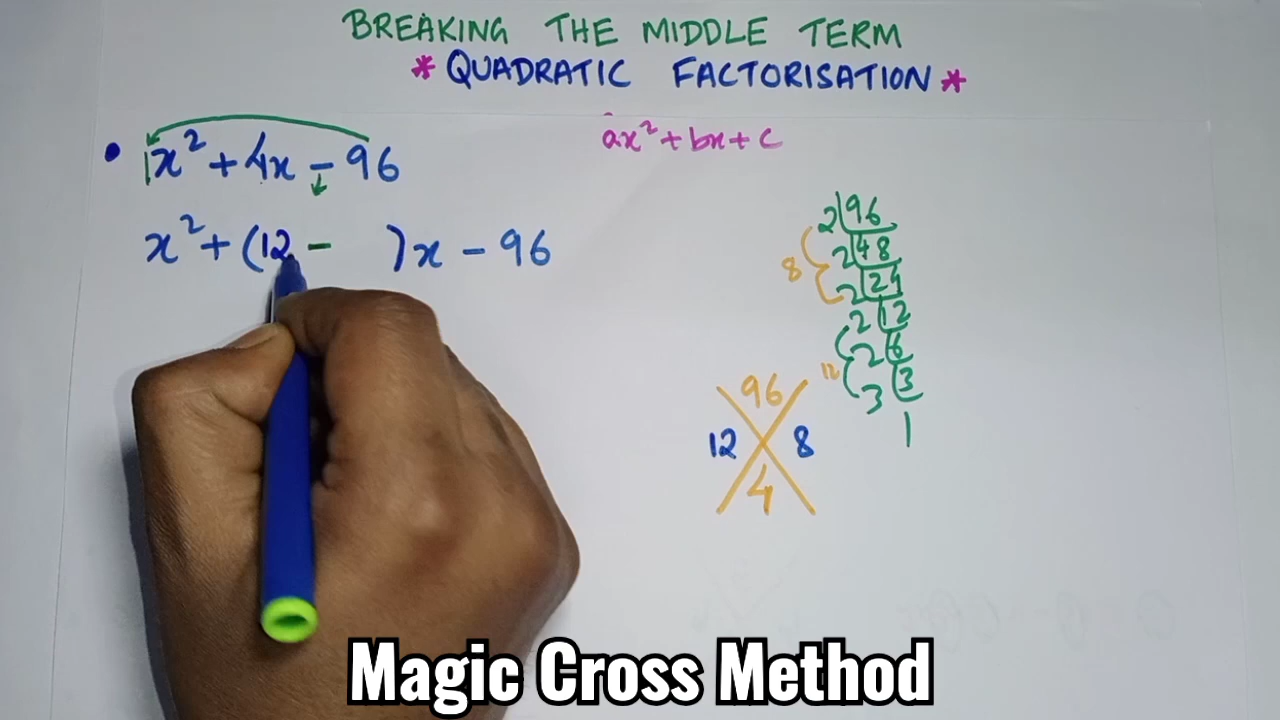 BREAKING THE MIDDLE TERM
* QUADRATIC FACTORISATION *
ax² + bx + c
• 1x² + 4x - 96
x² + (12 - )x - 96
2 96
2 48
8
2 24
2 12
2 6
12
3 3
1
96
12 8
4
Magic Cross Method